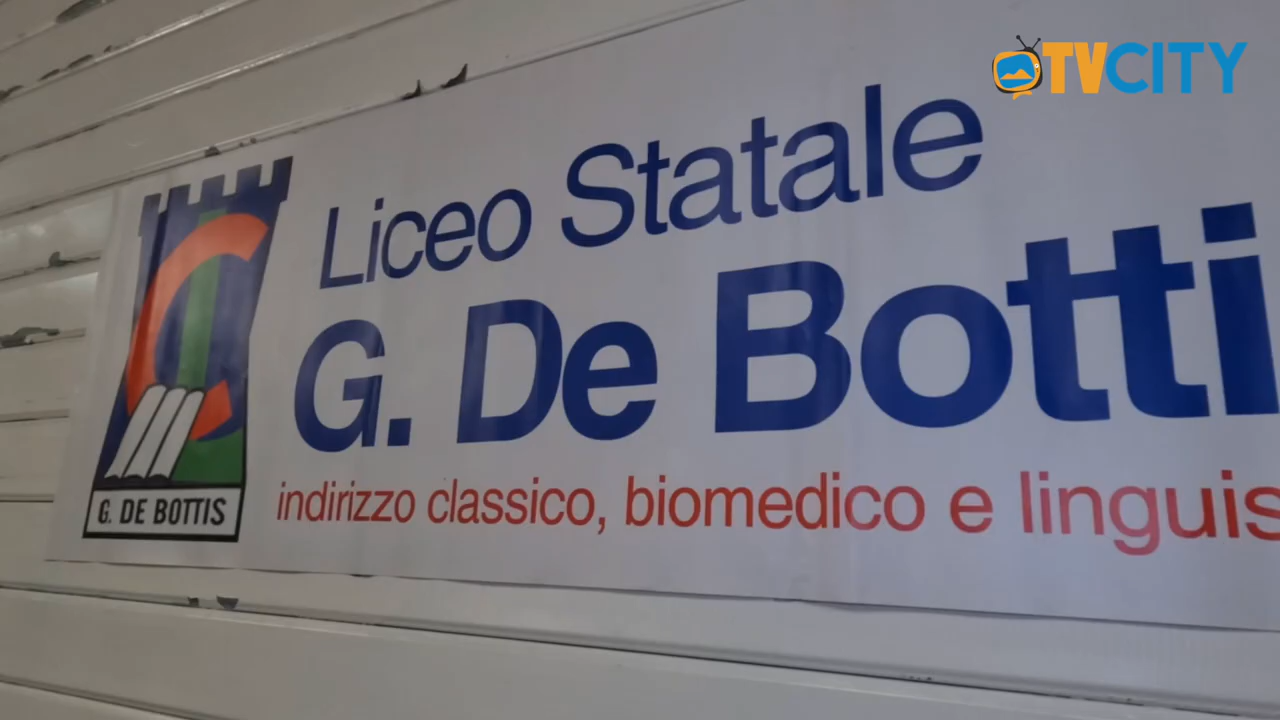 TVCITY
Liceo Statale
G. De Botti
indirizzo classico, biomedico e linguis
G. DE BOTTIS